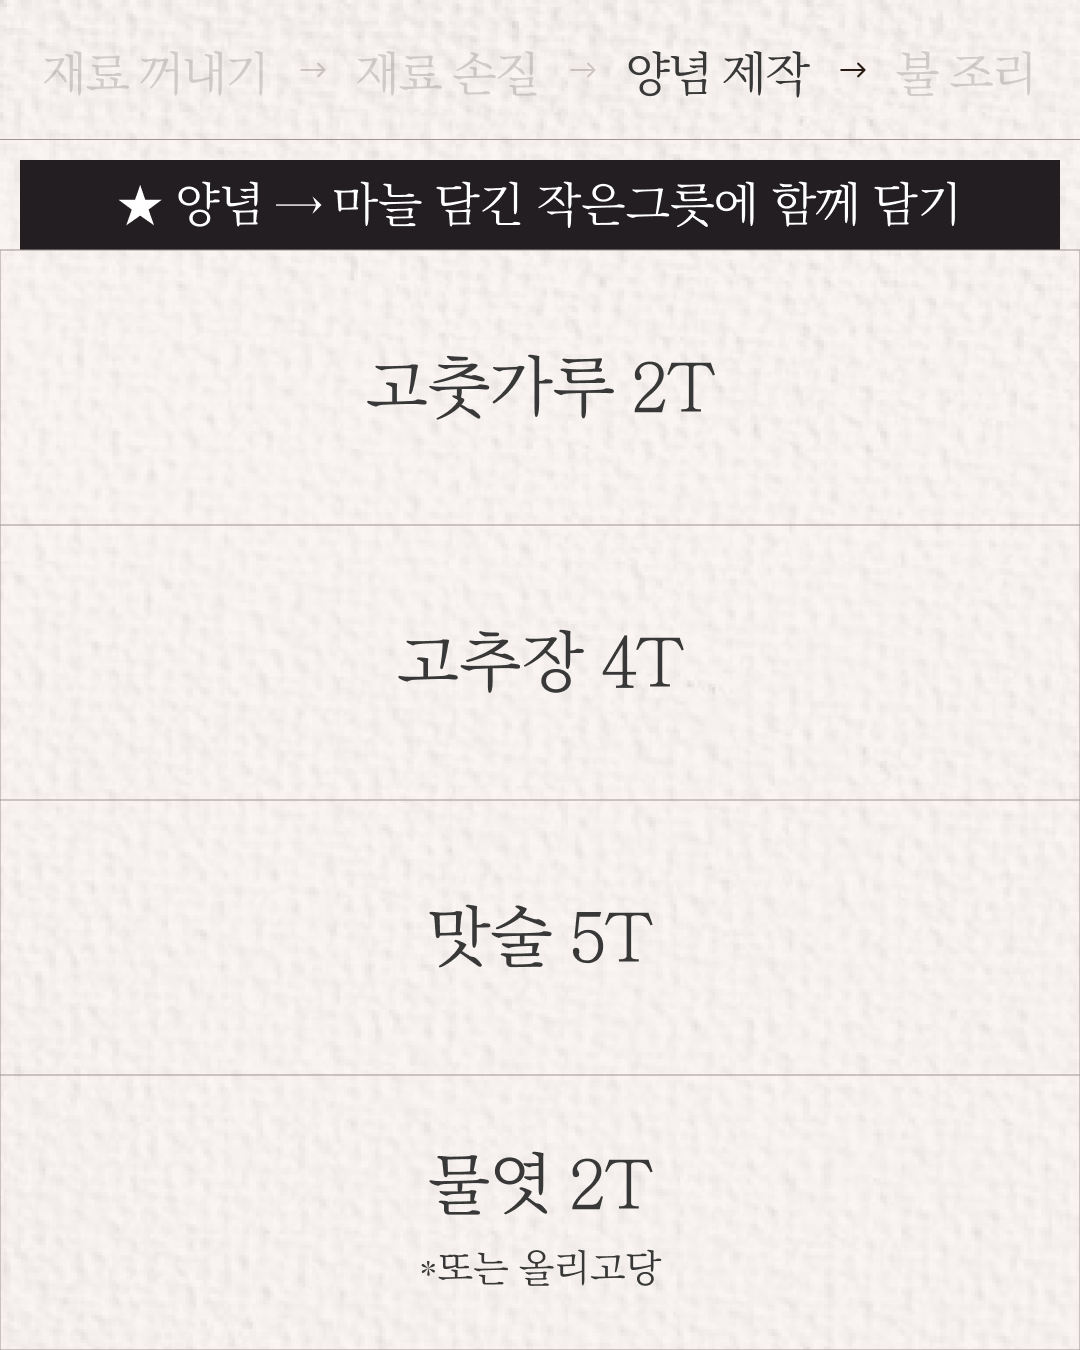 재료 꺼내기 → 재료 손질 → 양념 제작 → 불 조리
★ 양념 → 마늘 담긴 작은그릇에 함께 담기
고춧가루 2T
고추장 4T
맛술 5T
물엿 2T
*또는 올리고당